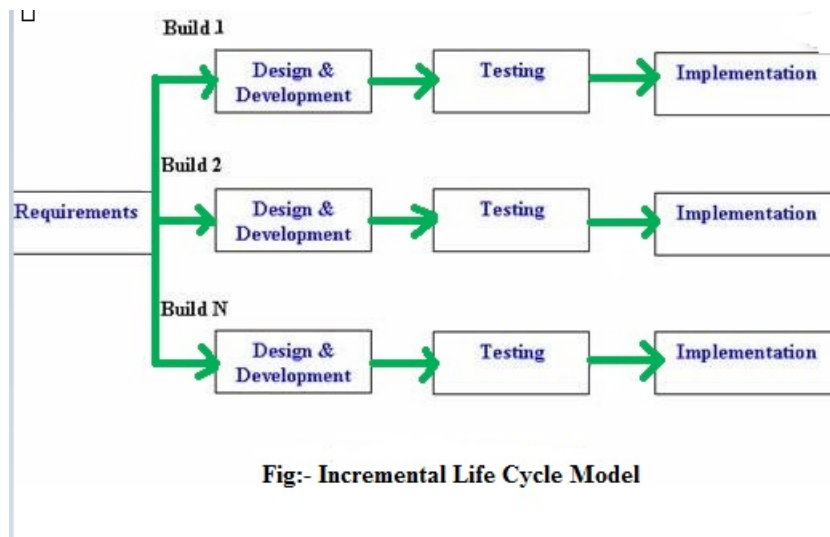 Build 1
Design &
Development
Testing
Implementation
Build 2
Requirements
Design &
Development
Testing
Implementation
Build N
Design &
Development
Testing
Implementation
Fig:- Incremental Life Cycle Model